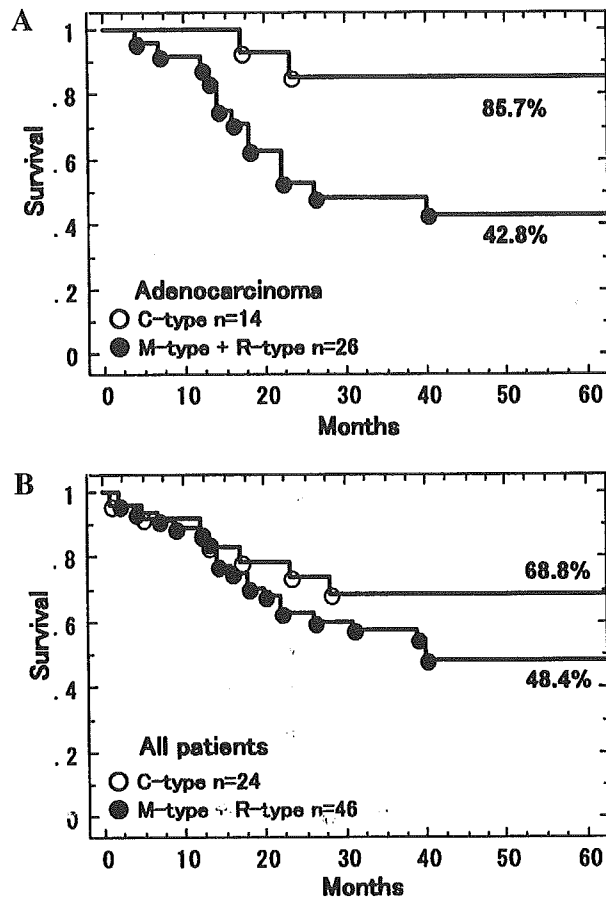 A
1
.8
.6
.4
.2
0
Survival
85.7%
42.8%
Adenocarcinoma
C-type n=14
M-type + R-type n=26
0 10 20 30 40 50 60
Months
B
1
.8
.6
.4
.2
0
Survival
68.8%
48.4%
All patients
C-type n=24
M-type + R-type n=46
0 10 20 30 40 50 60
Months